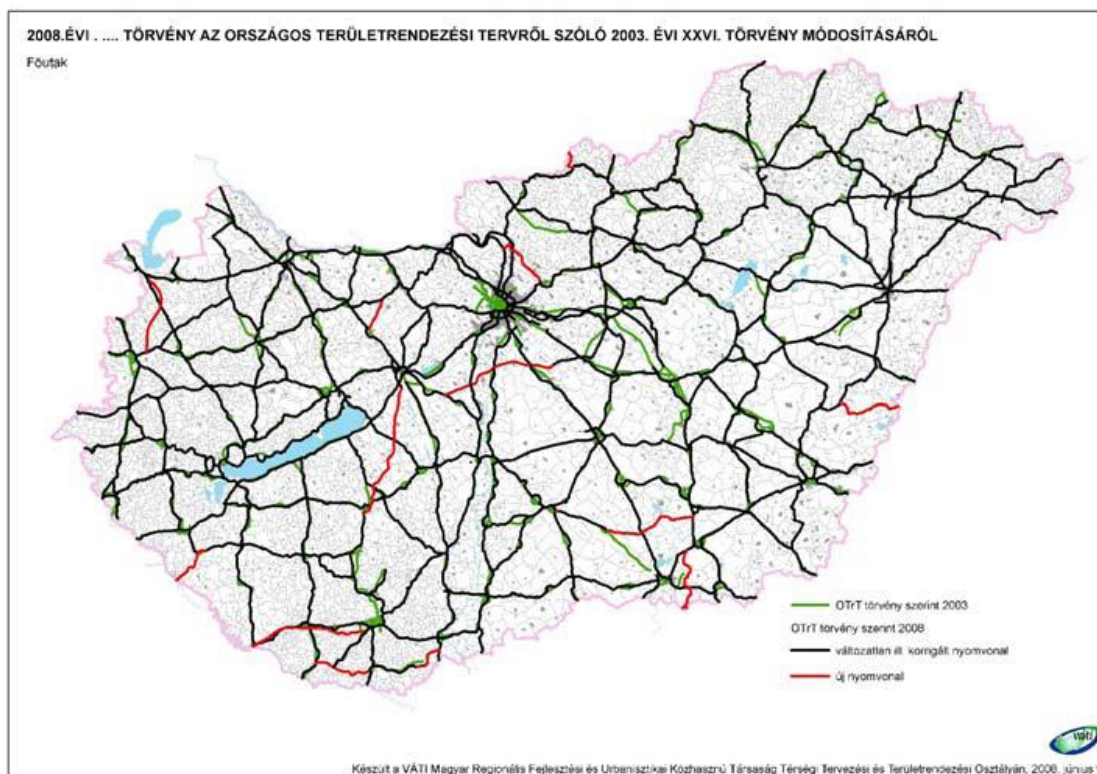 2008.ÉVI . .... TÖRVÉNY AZ ORSZÁGOS TERÜLETRENDEZÉSI TERVRŐL SZÓLÓ 2003. ÉVI XXVI. TÖRVÉNY MÓDOSÍTÁSÁRÓL
Főutak
OTrT törvény szerint 2003
OTrT törvény szerint 2008
változatlan ill. korrigált nyomvonal
új nyomvonal
váti
Készült a VÁTI Magyar Regionális Fejlesztési és Urbanisztikai Közhasznú Társaság Térségi Tervezési és Területrendezési Osztályán, 2008. június